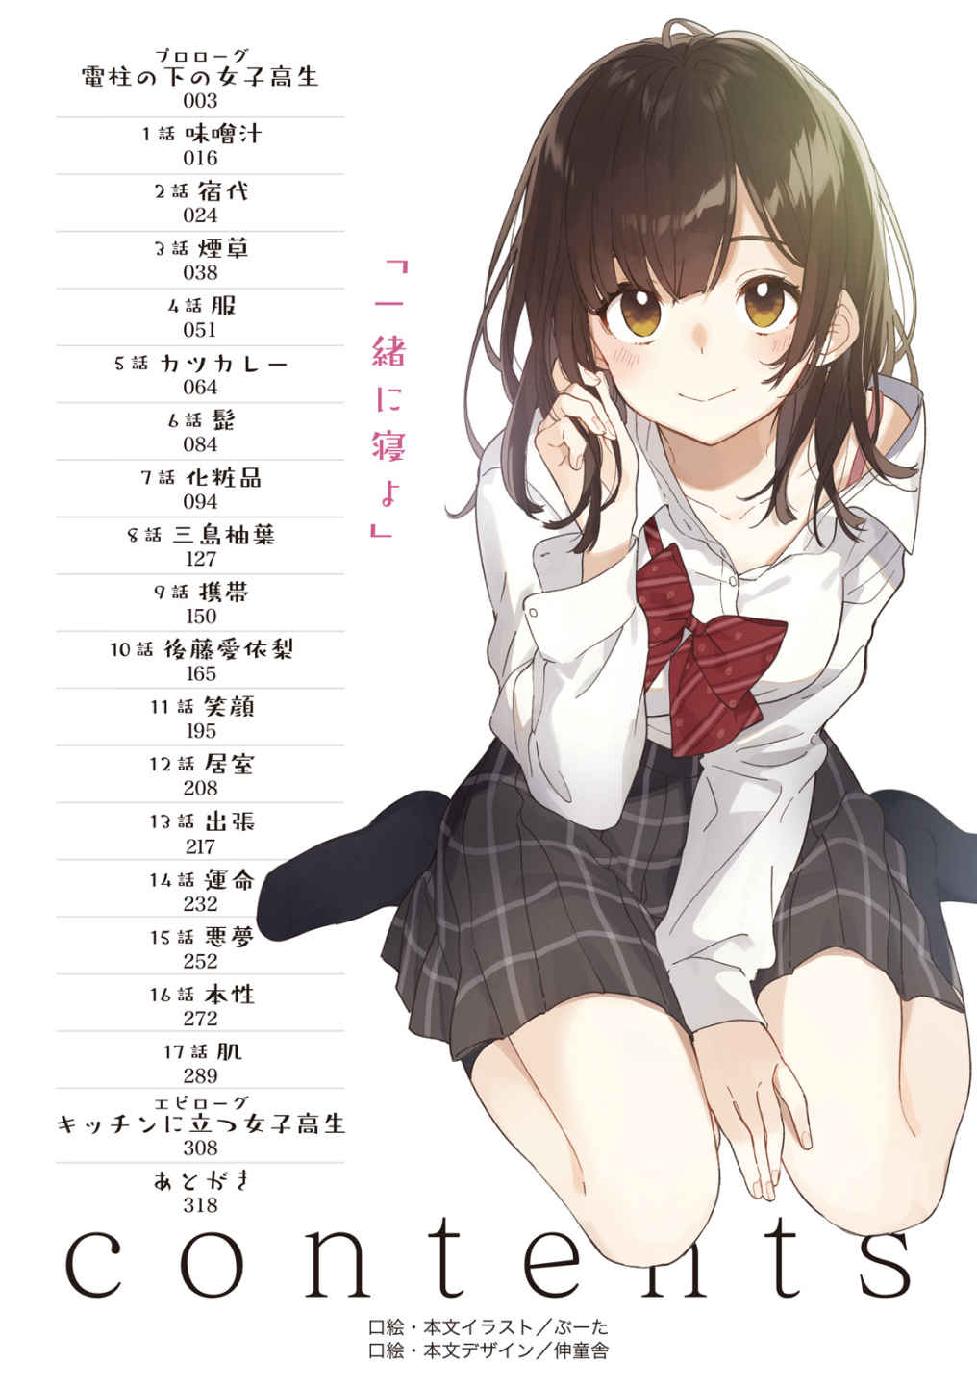 プロローグ
電柱の下の女子高生
003
1話 味噌汁
016
2話 宿代
024
3話 煙草
038
4話 服
051
5話 カツカレー
064
6話 髭
084
7話 化粧品
094
8話 三島柚葉
127
9話 携帯
150
10話 後藤愛依梨
165
11話 笑顔
195
12話 居室
208
13話 出張
217
14話 運命
232
15話 悪夢
252
16話 本性
272
17話 肌
289
エピローグ
キッチンに立つ女子高生
308
あとがき
318
「一緒に寝よ」
contents
口絵・本文イラスト／ぶーた
口絵・本文デザイン／伸童舎